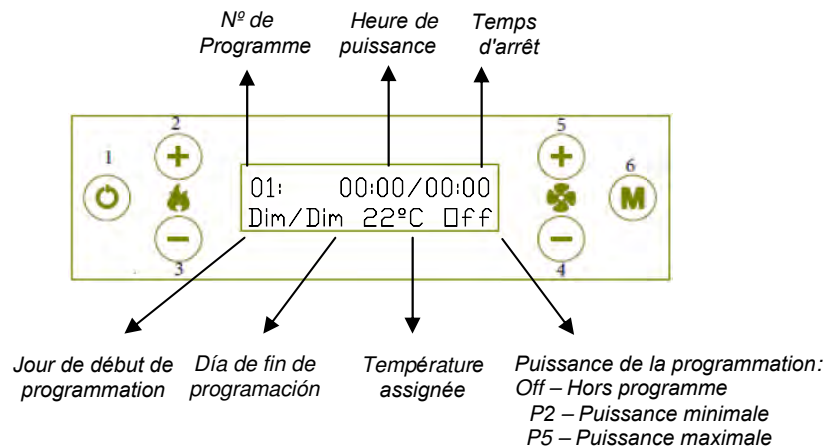 Nº de Programme
Heure de puissance
Temps d'arrêt
2
5
1
6
01: 00:00/00:00
M
Dim/Dim 22ºC Off
3
4
Jour de début de programmation
Día de fin de programación
Température assignée
Puissance de la programmation:
Off – Hors programme
P2 – Puissance minimale
P5 – Puissance maximale